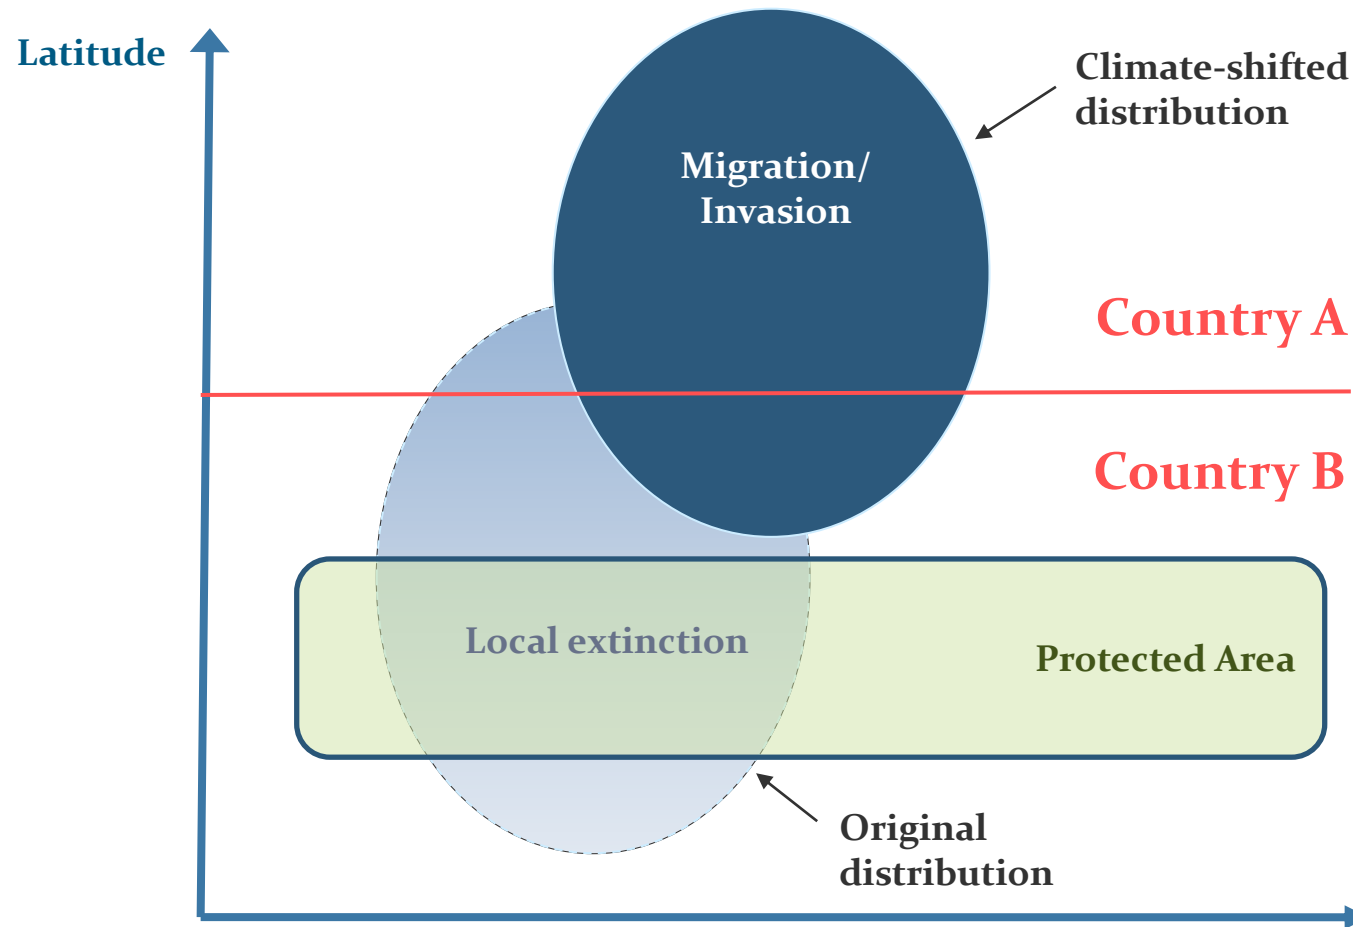 Latitude
Climate-shifted
distribution
Migration/
Invasion
Country A
Country B
Local extinction
Protected Area
Original
distribution